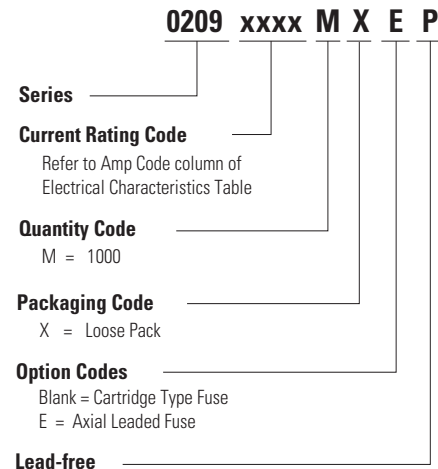 0209 xxxx M X E P
Series
Current Rating Code
Refer to Amp Code column of
Electrical Characteristics Table
Quantity Code
M = 1000
Packaging Code
X = Loose Pack
Option Codes
Blank = Cartridge Type Fuse
E = Axial Leaded Fuse
Lead-free